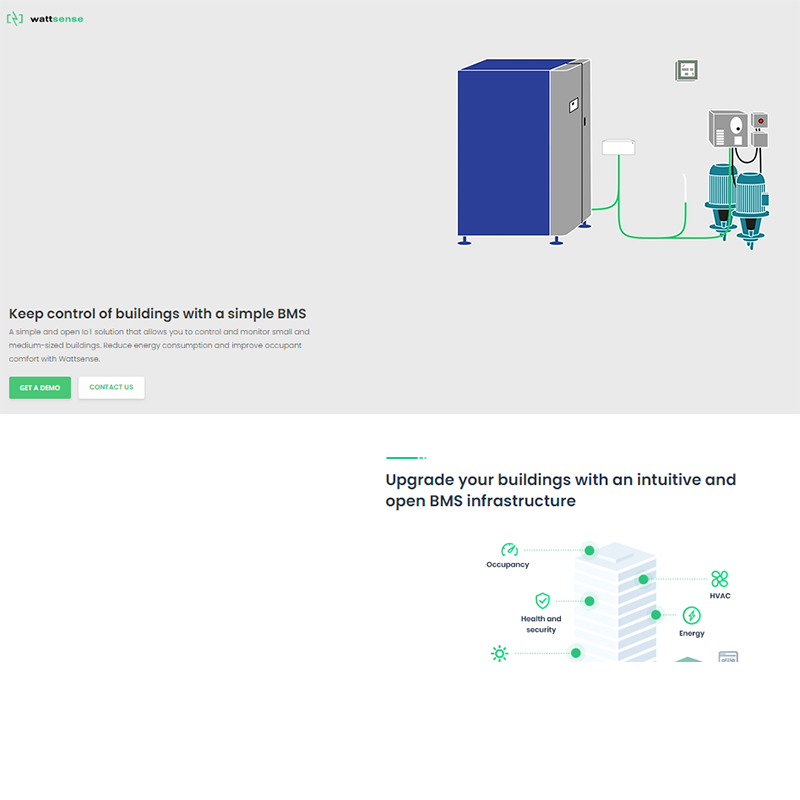 wattsense
Keep control of buildings with a simple BMS
A simple and open IoT solution that allows you to control and monitor small and
medium-sized buildings. Reduce energy consumption and improve occupant
comfort with Wattsense.
GET A DEMO
CONTACT US
Upgrade your buildings with an intuitive and
open BMS infrastructure
Occupancy
HVAC
Health and
security
Energy